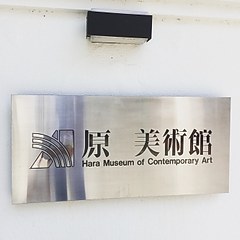 原 美術館
Hara Museum of Contemporary Art